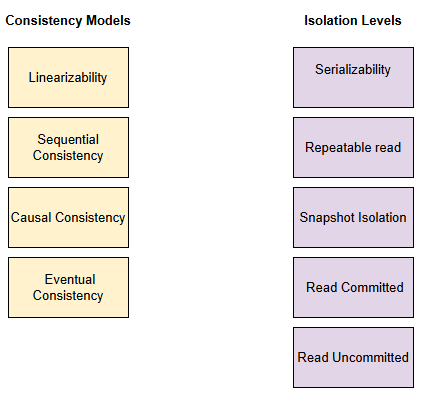 Consistency Models
Isolation Levels
Linearizability
Sequential
Consistency
Causal Consistency
Eventual
Consistency
Serializability
Repeatable read
Snapshot Isolation
Read Committed
Read Uncommitted